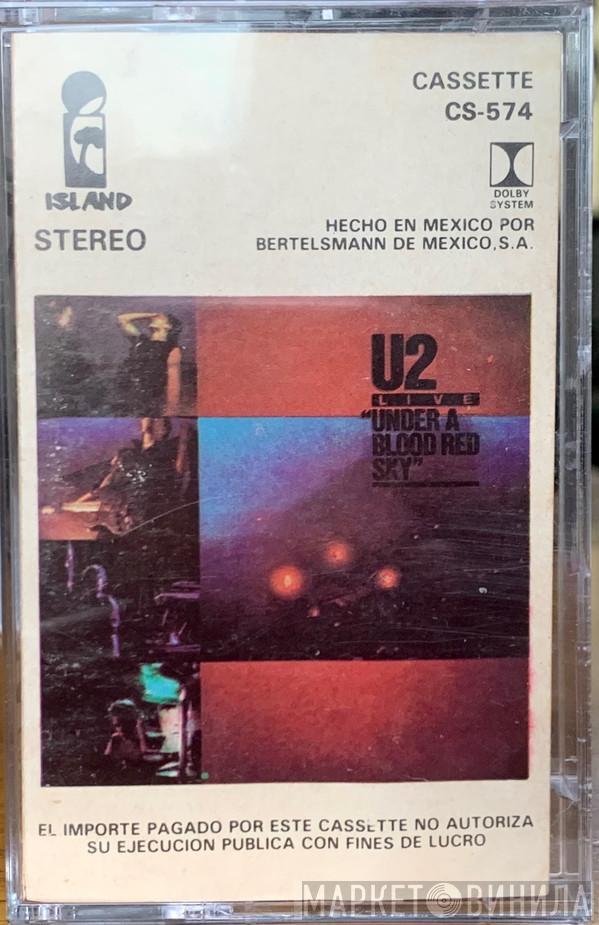 CASSETTE
CS-574
ISLAND
DOLBY
SYSTEM
STEREO
HECHO EN MEXICO POR
BERTELSMANN DE MEXICO, S.A.
U2
LIVE
"UNDER A
BLOOD RED
SKY"
EL IMPORTE PAGADO POR ESTE CASSETTE NO AUTORIZA
SU EJECUCION PUBLICA CON FINES DE LUCRO
МАРКЕТ ВИНИЛА